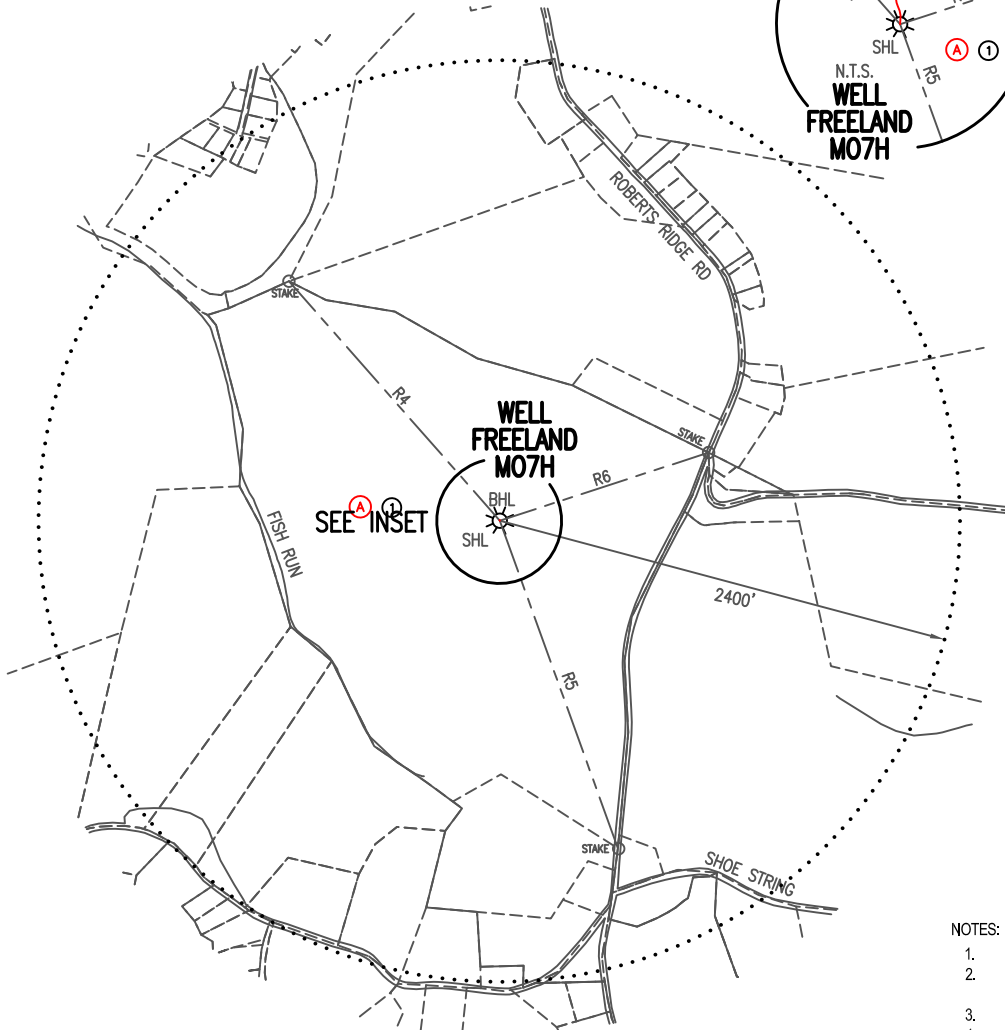 SHL
A 1
N.T.S.
R5
WELL
FREELAND
M07H
ROBERTS RIDGE RD
STAKE
R4
WELL
FREELAND
M07H
STAKE
R6
BHL
A 1
SEE INSET
SHL
FISH RUN
2400'
R5
STAKE
SHOE STRING
NOTES:
1.
2.
3.